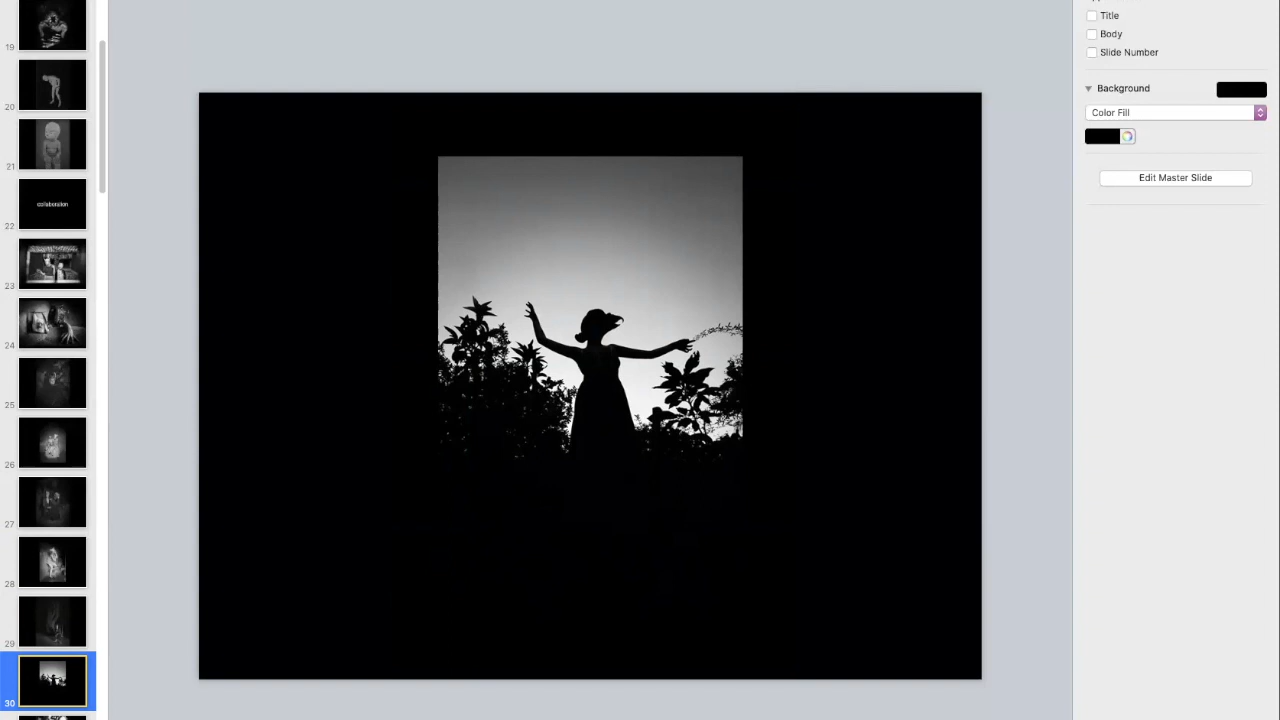 19
20
21
collaboration
22
23
24
25
26
27
28
29
30
Title
Body
Slide Number
Background
Color Fill
Edit Master Slide